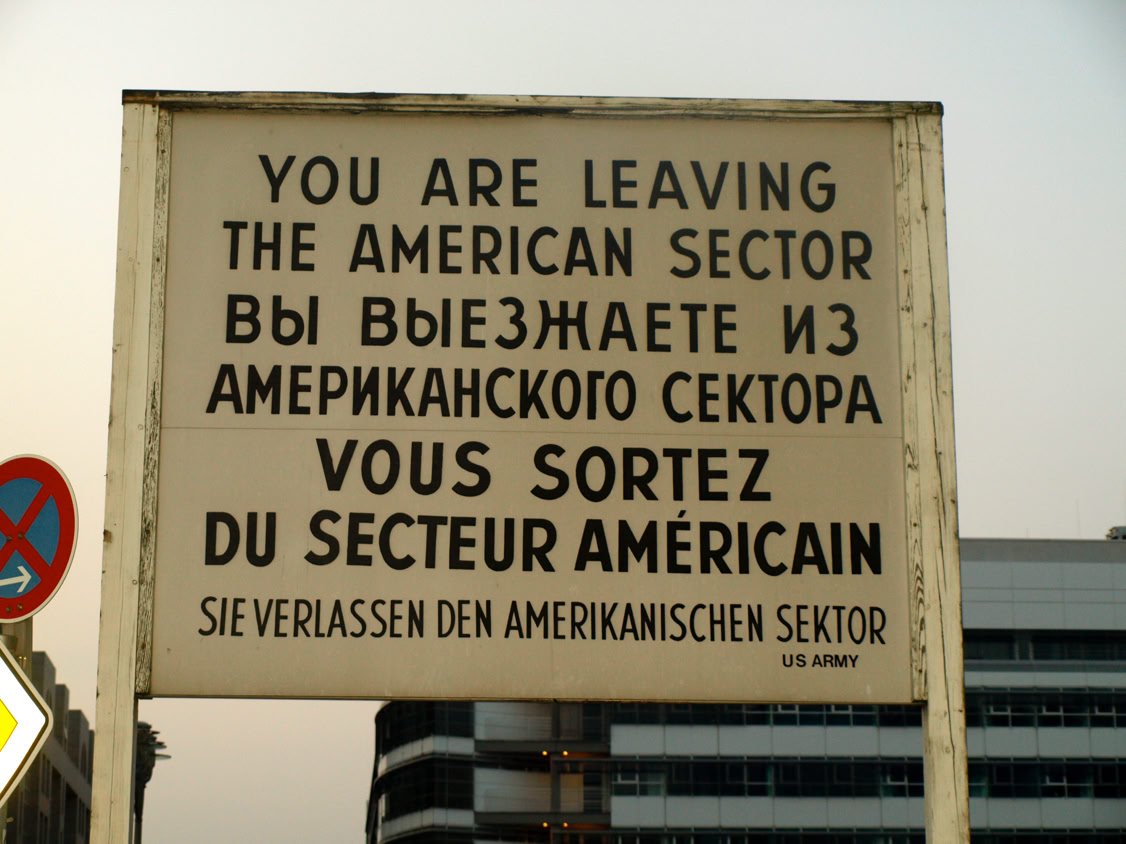 YOU ARE LEAVING
THE AMERICAN SECTOR
ВЫ ВЫЕЗЖАЕТЕ ИЗ
АМЕРИКАНСКОГО СЕКТОРА
VOUS SORTEZ
DU SECTEUR AMÉRICAIN
SIE VERLASSEN DEN AMERIKANISCHEN SEKTOR
US ARMY